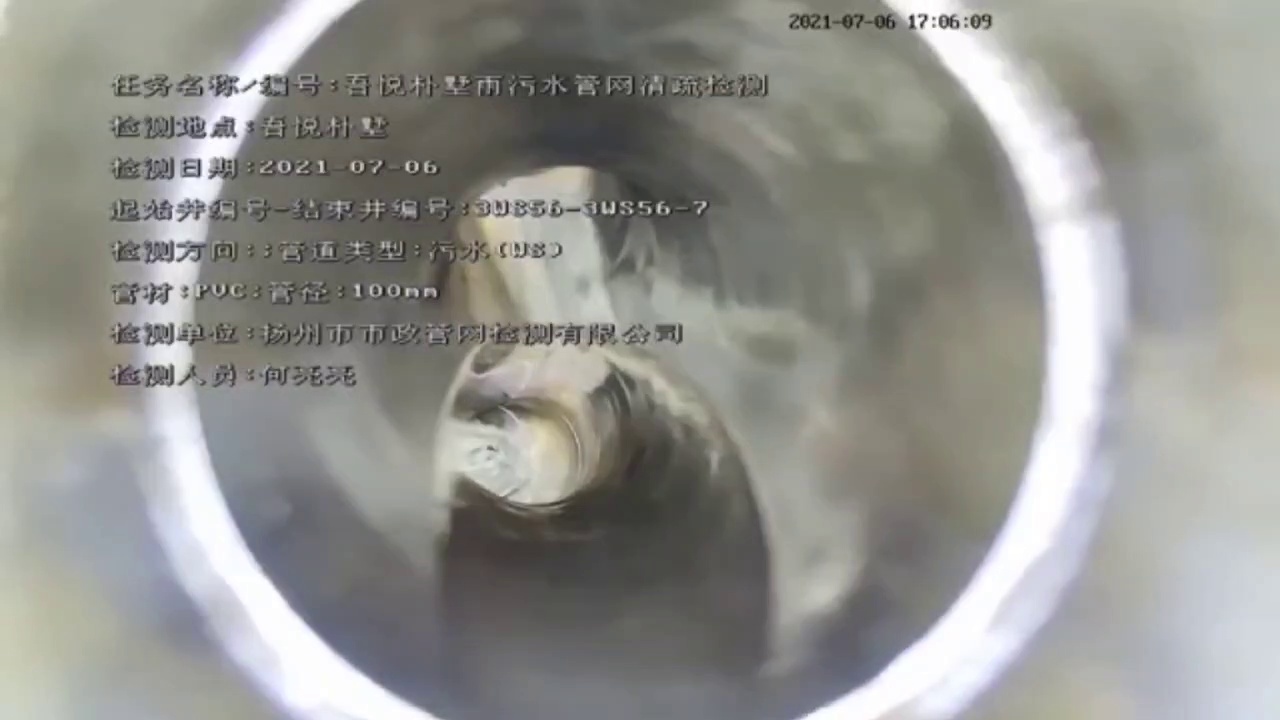 2021-07-06 17:06:09
任务名称/编号:吾悦朴墅雨污水管网清疏检测
检测地点:吾悦朴墅
检测日期:2021-07-06
起始井编号-结束井编号:3WS56-3WS56-7
检测方向::管道类型:污水(WS)
管材:PVC:管径:100mm
检测单位:扬州市市政管网检测有限公司
检测人员:何